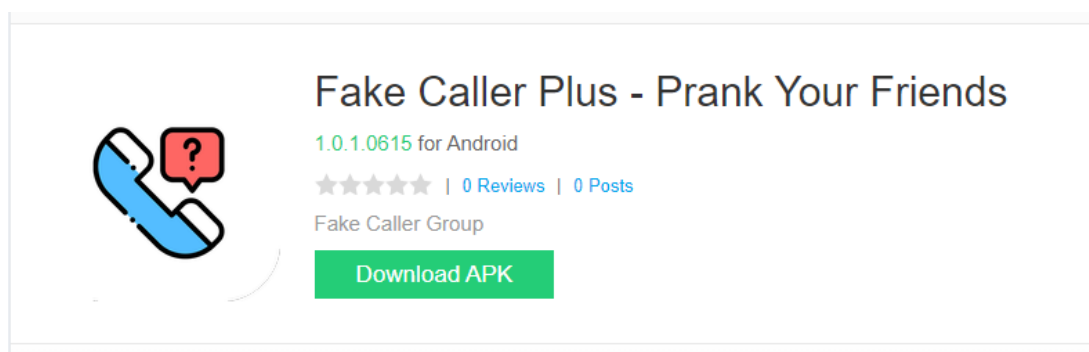 Fake Caller Plus - Prank Your Friends
1.0.1.0615 for Android
| 0 Reviews | 0 Posts
Fake Caller Group
Download APK
?